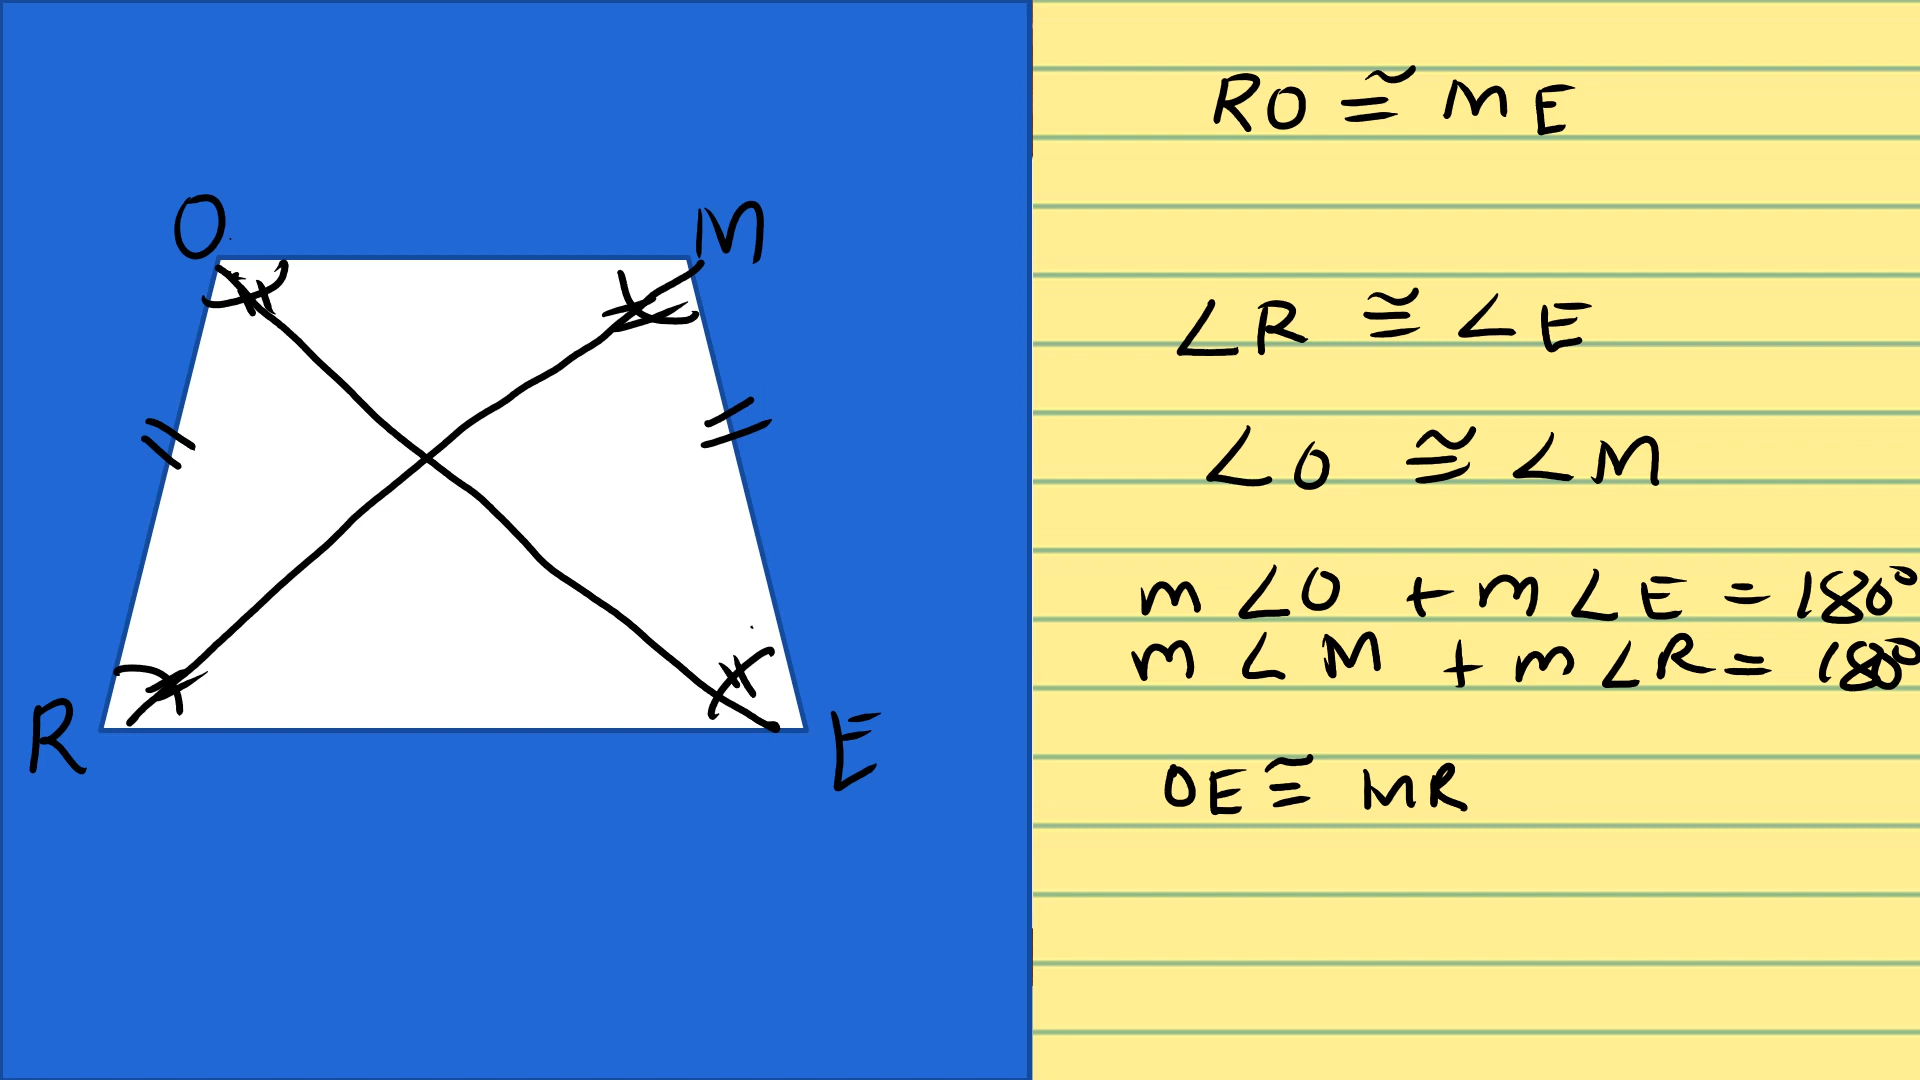 O M
R E
RO ≅ ME
∠R ≅ ∠E
∠O ≅ ∠M
m∠O + m∠E = 180°
m∠M + m∠R = 180°
OE ≅ MR